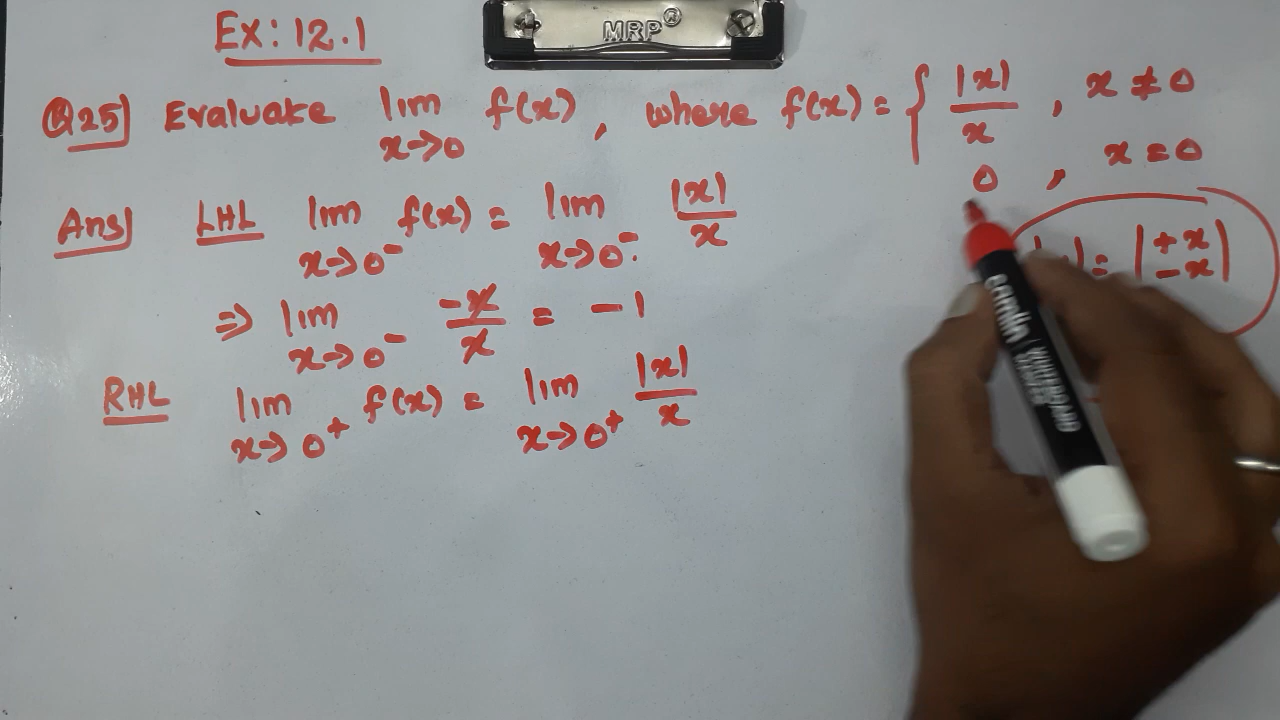 MRP®
Ex: 12.1
Q25] Evaluate lim x→0 f(x), where f(x) = { |x|/x , x ≠ 0
0 , x = 0
Ans] LHL lim x→0⁻ f(x) = lim x→0⁻ |x|/x
= |+x
-x|
⇒ lim x→0⁻ -x/x = -1
RHL lim x→0⁺ f(x) = lim x→0⁺ |x|/x
camlin